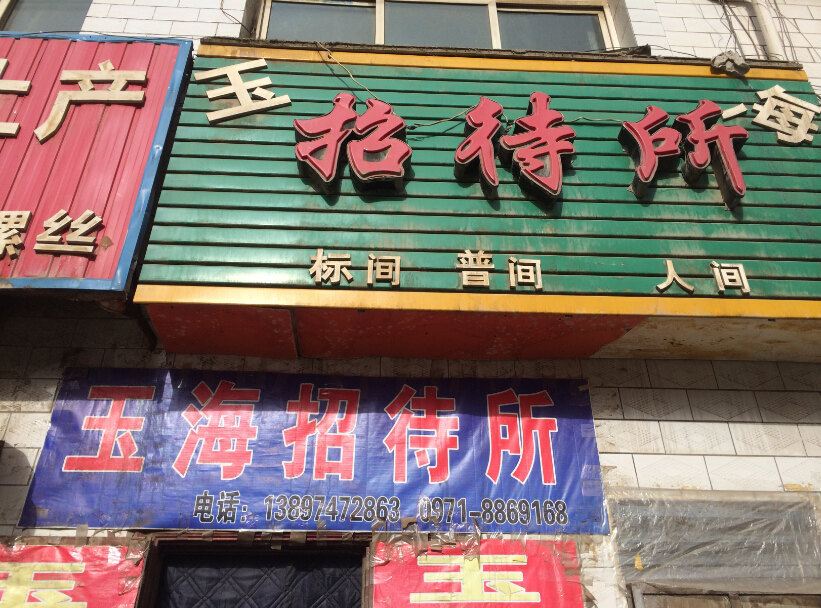 产
螺丝
玉
招待所
海
标间 普间 人间
玉海招待所
电话: 13897472863 0971-8869168
玉
玉